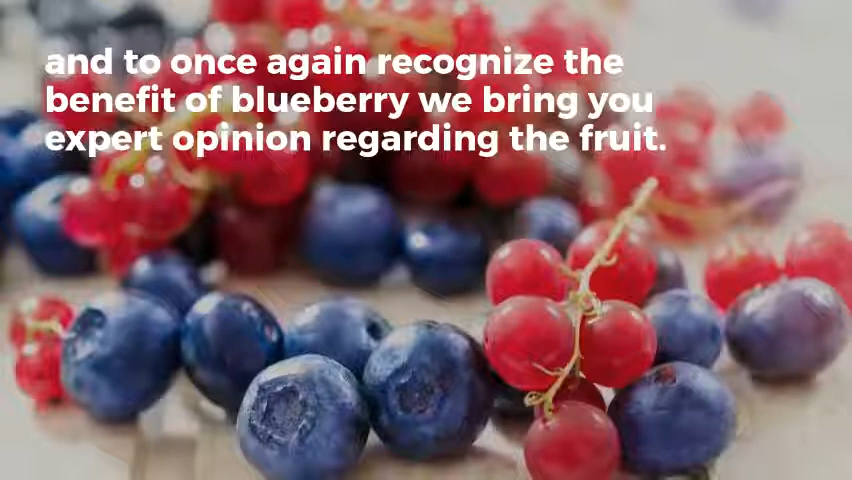 and to once again recognize the
benefit of blueberry we bring you
expert opinion regarding the fruit.